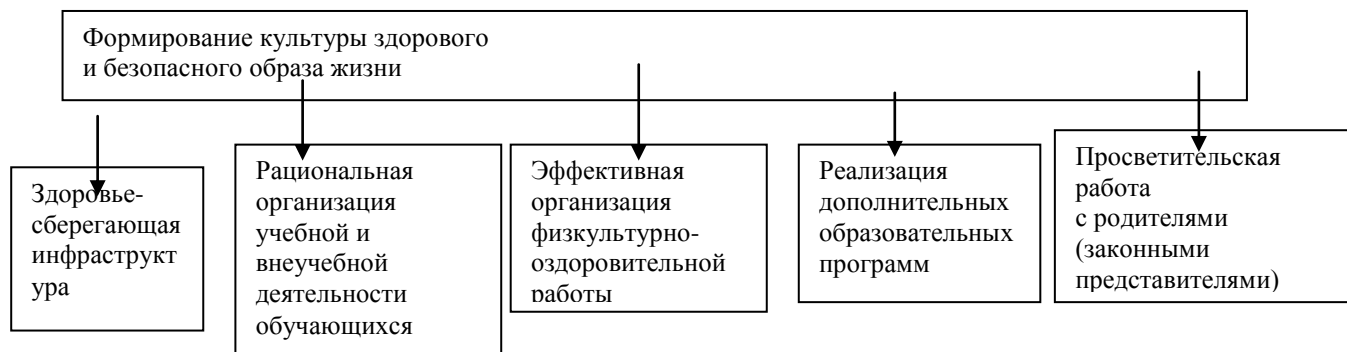 Формирование культуры здорового
и безопасного образа жизни
Здоровье-
сберегающая
инфраструкт
ура
Рациональная
организация
учебной и
внеучебной
деятельности
обучающихся
Эффективная
организация
физкультурно-
оздоровительной
работы
Реализация
дополнительных
образовательных
программ
Просветительская
работа
с родителями
(законными
представителями)